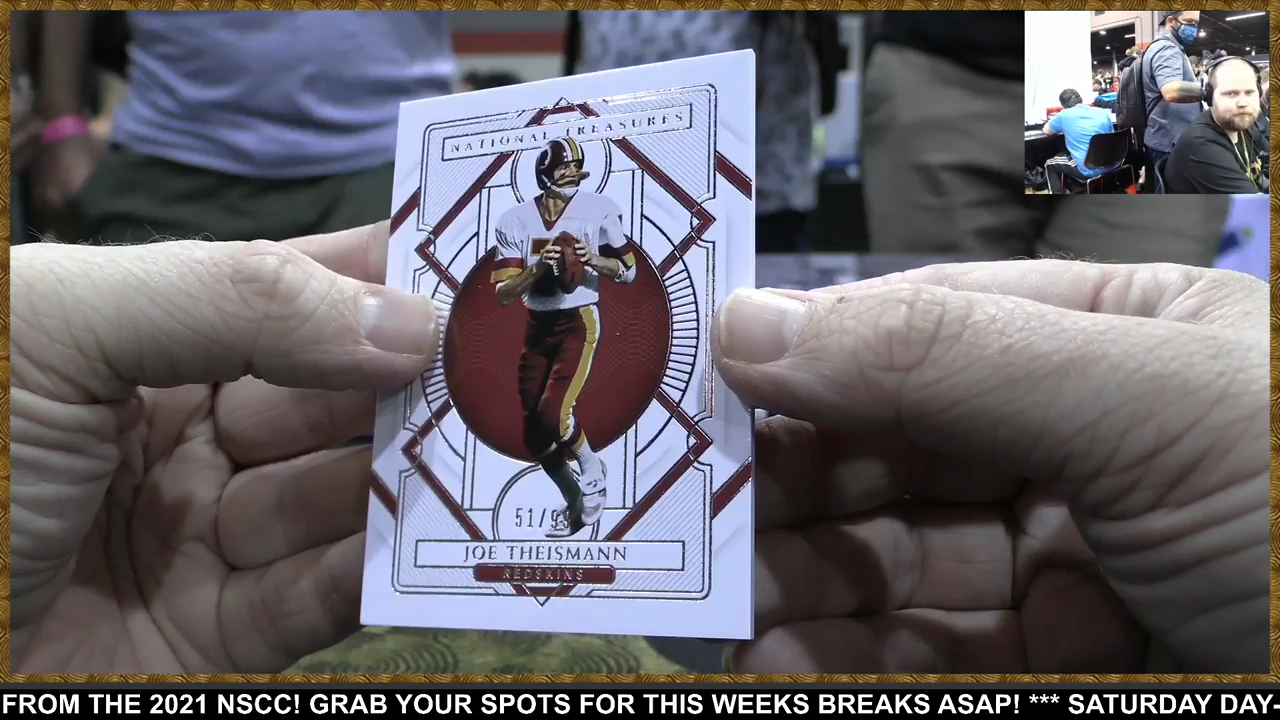 NATIONAL TREASURES
7
51/99
JOE THEISMANN
REDSKINS
FROM THE 2021 NSCC! GRAB YOUR SPOTS FOR THIS WEEKS BREAKS ASAP! *** SATURDAY DAY-